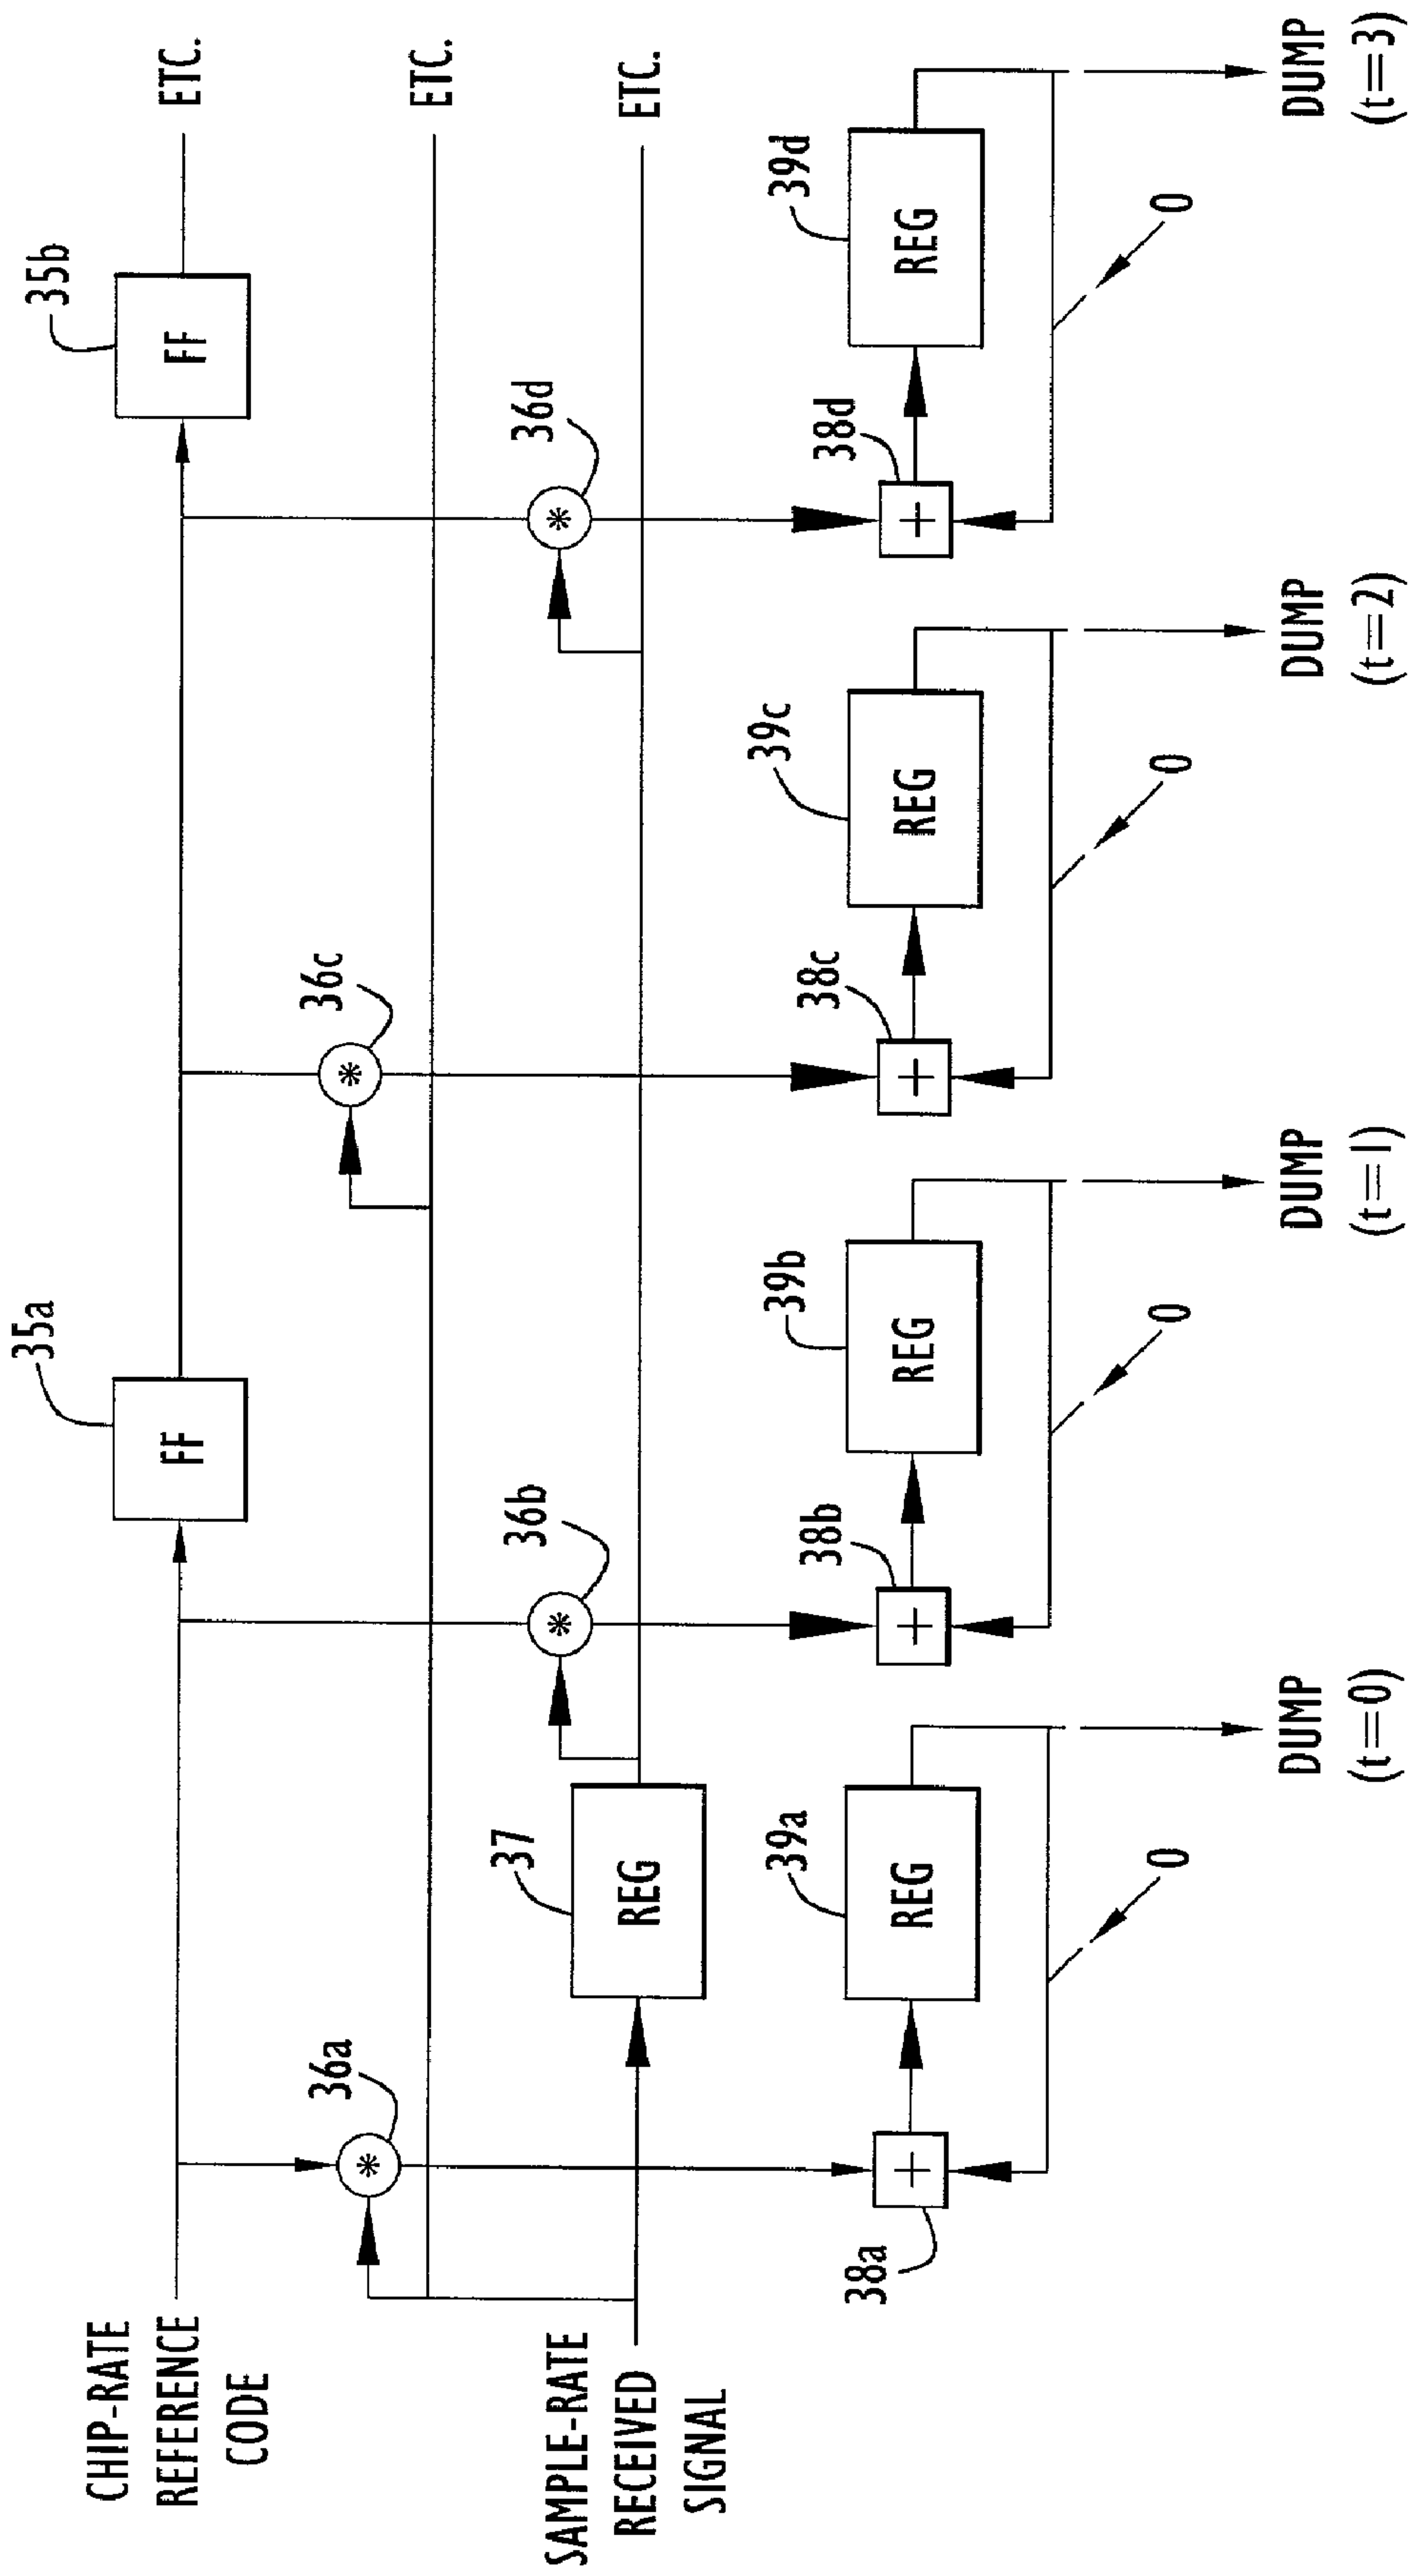 35a
35b
FF
FF
ETC.
CHIP-RATE
REFERENCE
CODE
36a
36c
ETC.
36b
36d
37
REG
ETC.
SAMPLE-RATE
RECEIVED
SIGNAL
38a
39a
38b
39b
38c
39c
38d
39d
REG
REG
REG
REG
0
0
0
0
DUMP
(t=0)
DUMP
(t=1)
DUMP
(t=2)
DUMP
(t=3)
*
*
*
*
+
+
+
+